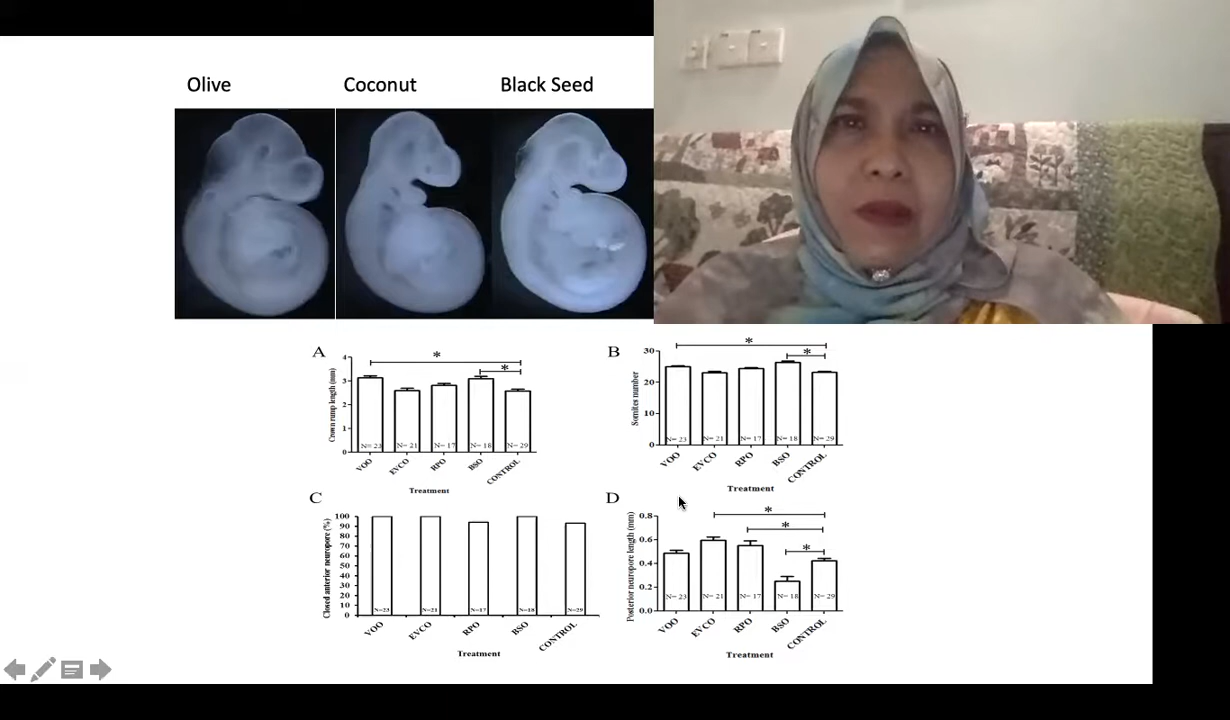 Olive
Coconut
Black Seed
A
*
*
Crown rump length (mm)
4
3
2
1
0
N= 23
N= 21
N= 17
N= 18
N= 29
VOO
EVCO
RPO
BSO
CONTROL
Treatment
B
*
*
Somites number
30
20
10
0
N= 23
N= 21
N= 17
N= 18
N= 29
VOO
EVCO
RPO
BSO
CONTROL
Treatment
C
Closed anterior neuropore (%)
100
90
80
70
60
50
40
30
20
10
0
N=23
N=21
N=17
N=18
N=29
VOO
EVCO
RPO
BSO
CONTROL
Treatment
D
*
*
*
Posterior neuropore length (mm)
0.8
0.6
0.4
0.2
0.0
N= 23
N= 21
N= 17
N= 18
N= 29
VOO
EVCO
RPO
BSO
CONTROL
Treatment